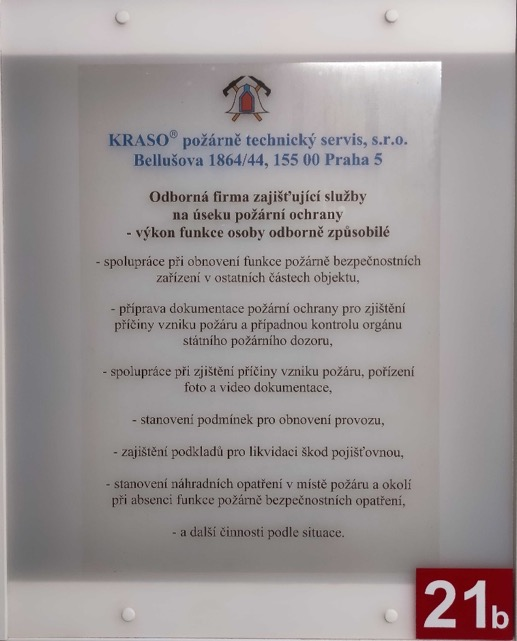 KRASO® požárně technický servis, s.r.o.
Bellušova 1864/44, 155 00 Praha 5
Odborná firma zajišťující služby
na úseku požární ochrany
- výkon funkce osoby odborně způsobilé
- spolupráce při obnovení funkce požárně bezpečnostních
zařízení v ostatních částech objektu,
- příprava dokumentace požární ochrany pro zjištění
příčiny vzniku požáru a případnou kontrolu orgánu
státního požárního dozoru,
- spolupráce při zjištění příčiny vzniku požáru, pořízení
foto a video dokumentace,
- stanovení podmínek pro obnovení provozu,
- zajištění podkladů pro likvidaci škod pojišťovnou,
- stanovení náhradních opatření v místě požáru a okolí
při absenci funkce požárně bezpečnostních opatření,
- a další činnosti podle situace.
21b